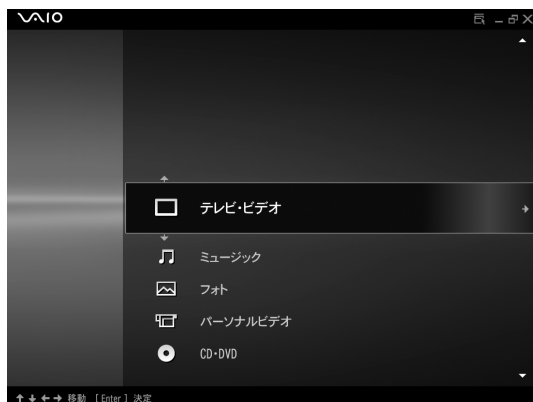 VAIO
テレビ・ビデオ
ミュージック
フォト
パーソナルビデオ
CD・DVD
↑↓←→ 移動 [Enter] 決定